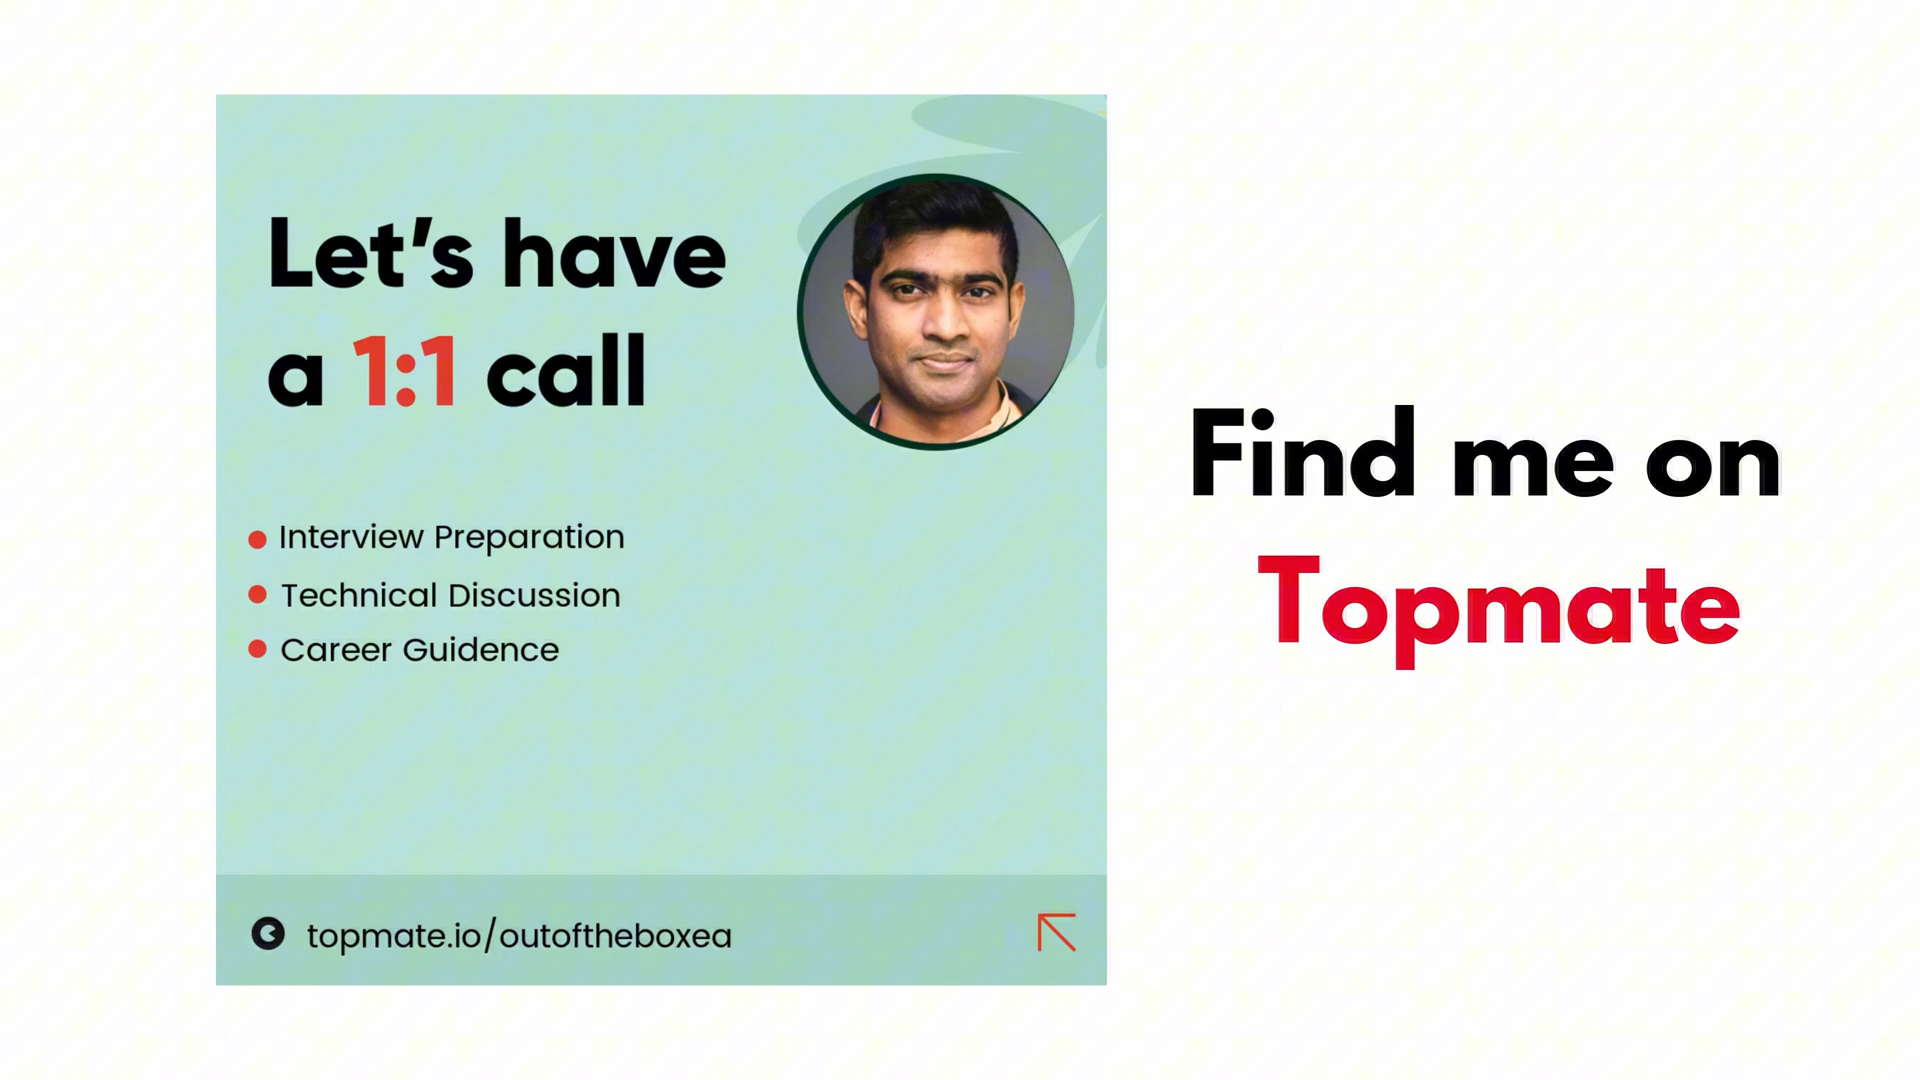 Let's have
a 1:1 call
Interview Preparation
Technical Discussion
Career Guidence
topmate.io/outoftheboxea
Find me on
Topmate